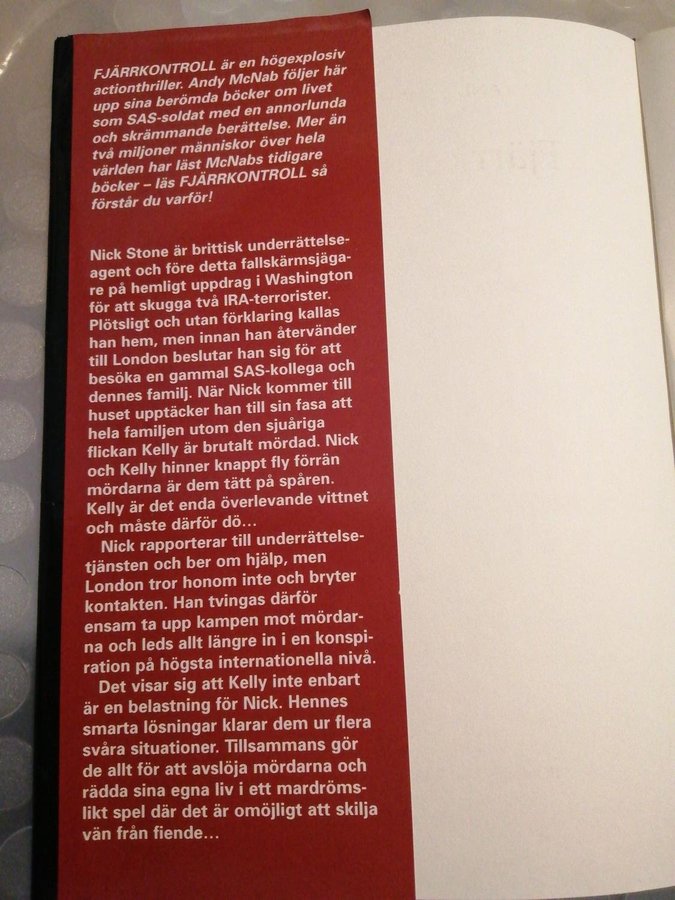 FJÄRRKONTROLL är en högexplosiv
actionthriller. Andy McNab följer här
upp sina berömda böcker om livet
som SAS-soldat med en annorlunda
och skrämmande berättelse. Mer än
två miljoner människor över hela
världen har läst McNabs tidigare
böcker – läs FJÄRRKONTROLL så
förstår du varför!
Nick Stone är brittisk underrättelse-
agent och före detta fallskärmsjäga-
re på hemligt uppdrag i Washington
för att skugga två IRA-terrorister.
Plötsligt och utan förklaring kallas
han hem, men innan han återvänder
till London beslutar han sig för att
besöka en gammal SAS-kollega och
dennes familj. När Nick kommer till
huset upptäcker han till sin fasa att
hela familjen utom den sjuåriga
flickan Kelly är brutalt mördad. Nick
och Kelly hinner knappt fly förrän
mördarna är dem tätt på spåren.
Kelly är det enda överlevande vittnet
och måste därför dö…
Nick rapporterar till underrättelse-
tjänsten och ber om hjälp, men
London tror honom inte och bryter
kontakten. Han tvingas därför
ensam ta upp kampen mot mördar-
na och leds allt längre in i en konspi-
ration på högsta internationella nivå.
Det visar sig att Kelly inte enbart
är en belastning för Nick. Hennes
smarta lösningar klarar dem ur flera
svåra situationer. Tillsammans gör
de allt för att avslöja mördarna och
rädda sina egna liv i ett mardröms-
likt spel där det är omöjligt att skilja
vän från fiende…